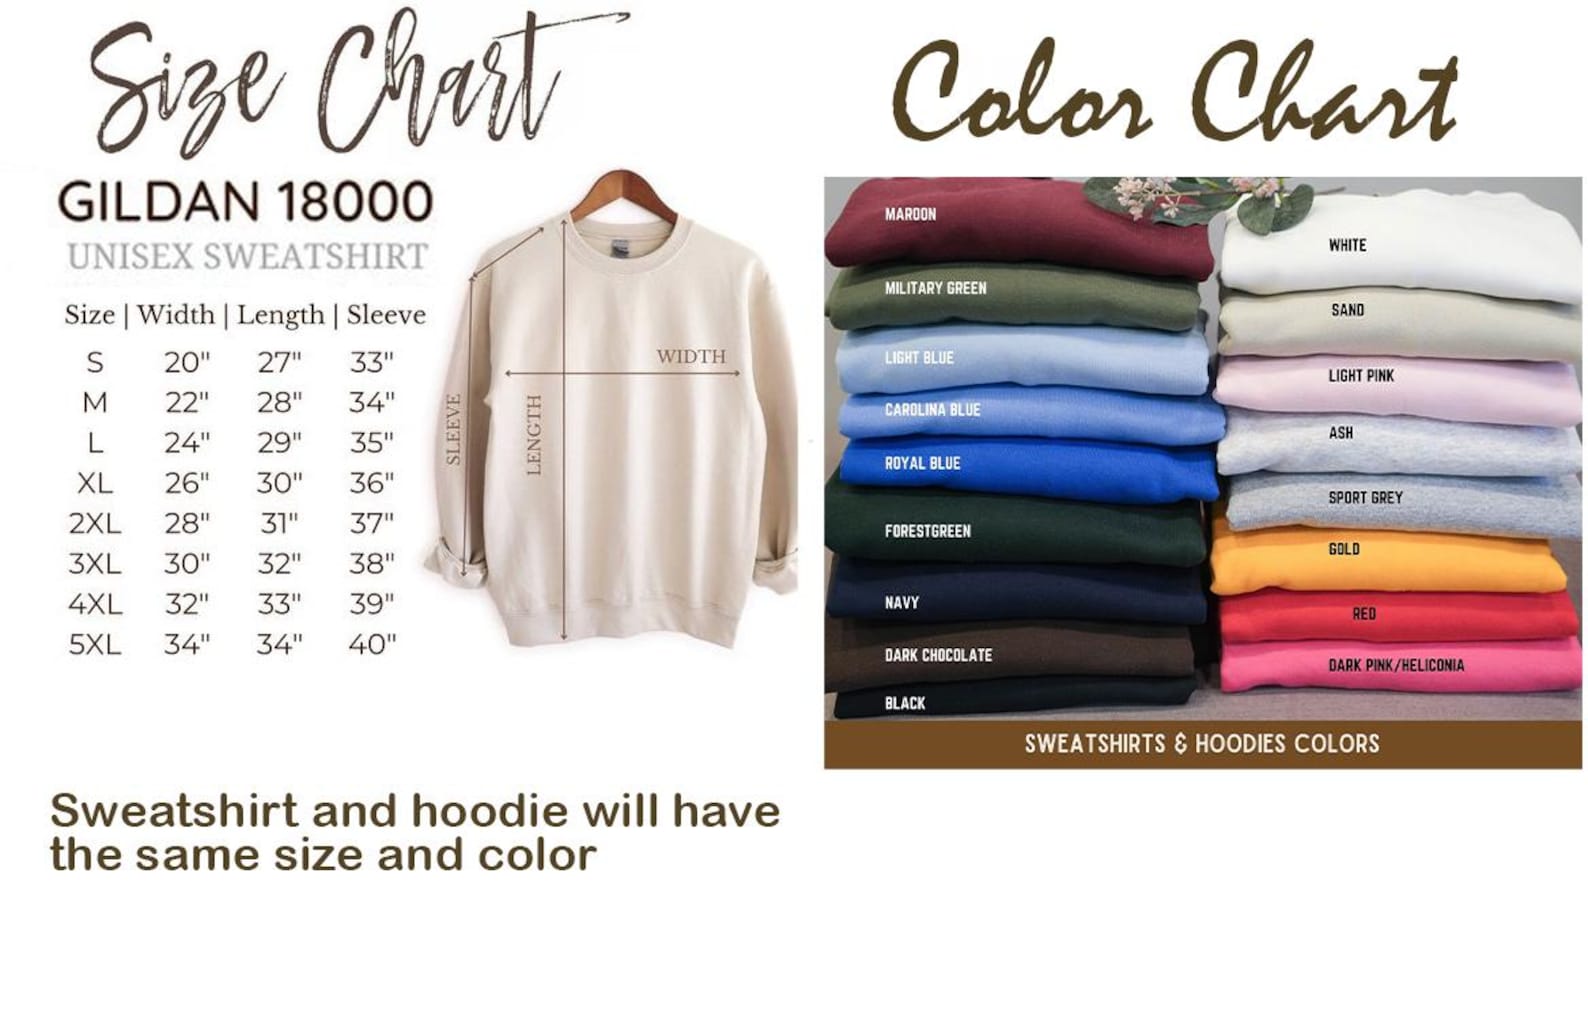 Size Chart
GILDAN 18000
UNISEX SWEATSHIRT
Size | Width | Length | Sleeve
S 20" 27" 33"
M 22" 28" 34"
L 24" 29" 35"
XL 26" 30" 36"
2XL 28" 31" 37"
3XL 30" 32" 38"
4XL 32" 33" 39"
5XL 34" 34" 40"
WIDTH
SLEEVE
LENGTH
Sweatshirt and hoodie will have
the same size and color
Color Chart
MAROON
MILITARY GREEN
LIGHT BLUE
CAROLINA BLUE
ROYAL BLUE
FORESTGREEN
NAVY
DARK CHOCOLATE
BLACK
WHITE
SAND
LIGHT PINK
ASH
SPORT GREY
GOLD
RED
DARK PINK/HELICONIA
SWEATSHIRTS & HOODIES COLORS